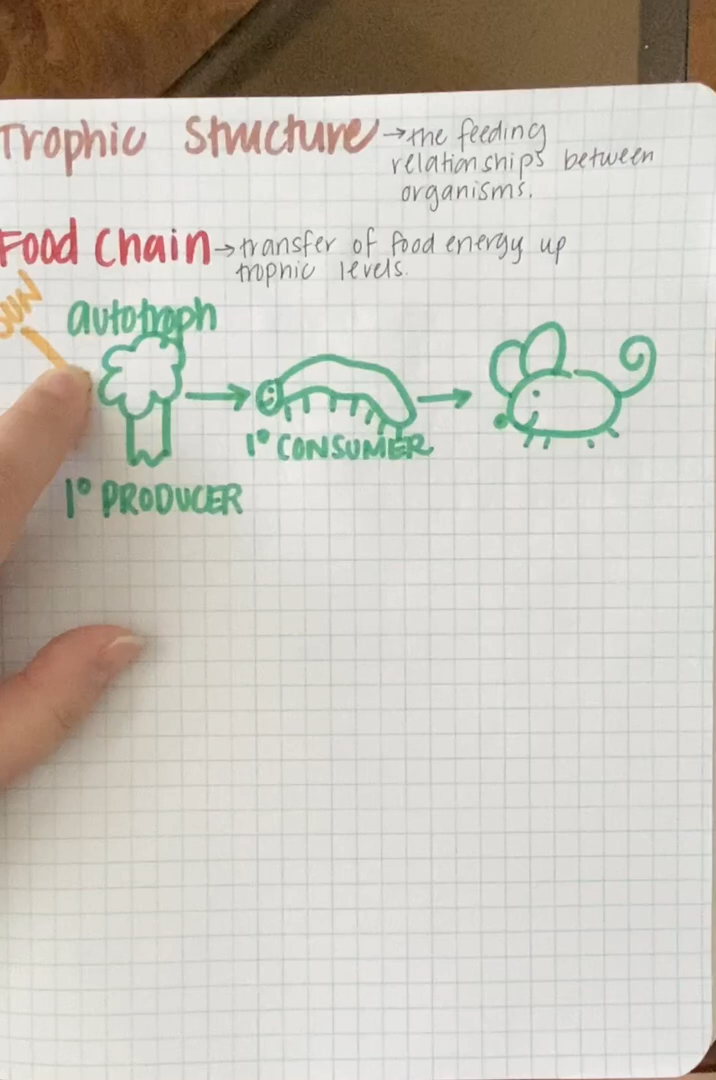 Trophic Structure → the feeding
relationships between
organisms.
Food Chain → transfer of food energy up
trophic levels.
SUN
autotroph
1° CONSUMER
1° PRODUCER